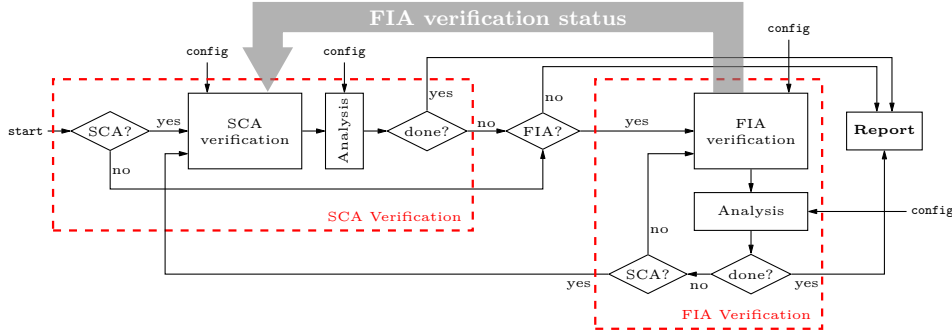 FIA verification status
config
config
config
start
SCA?
yes
no
SCA
verification
Analysis
done?
yes
no
FIA?
no
yes
FIA
verification
Report
SCA Verification
no
Analysis
config
yes
SCA?
no
done?
yes
FIA Verification